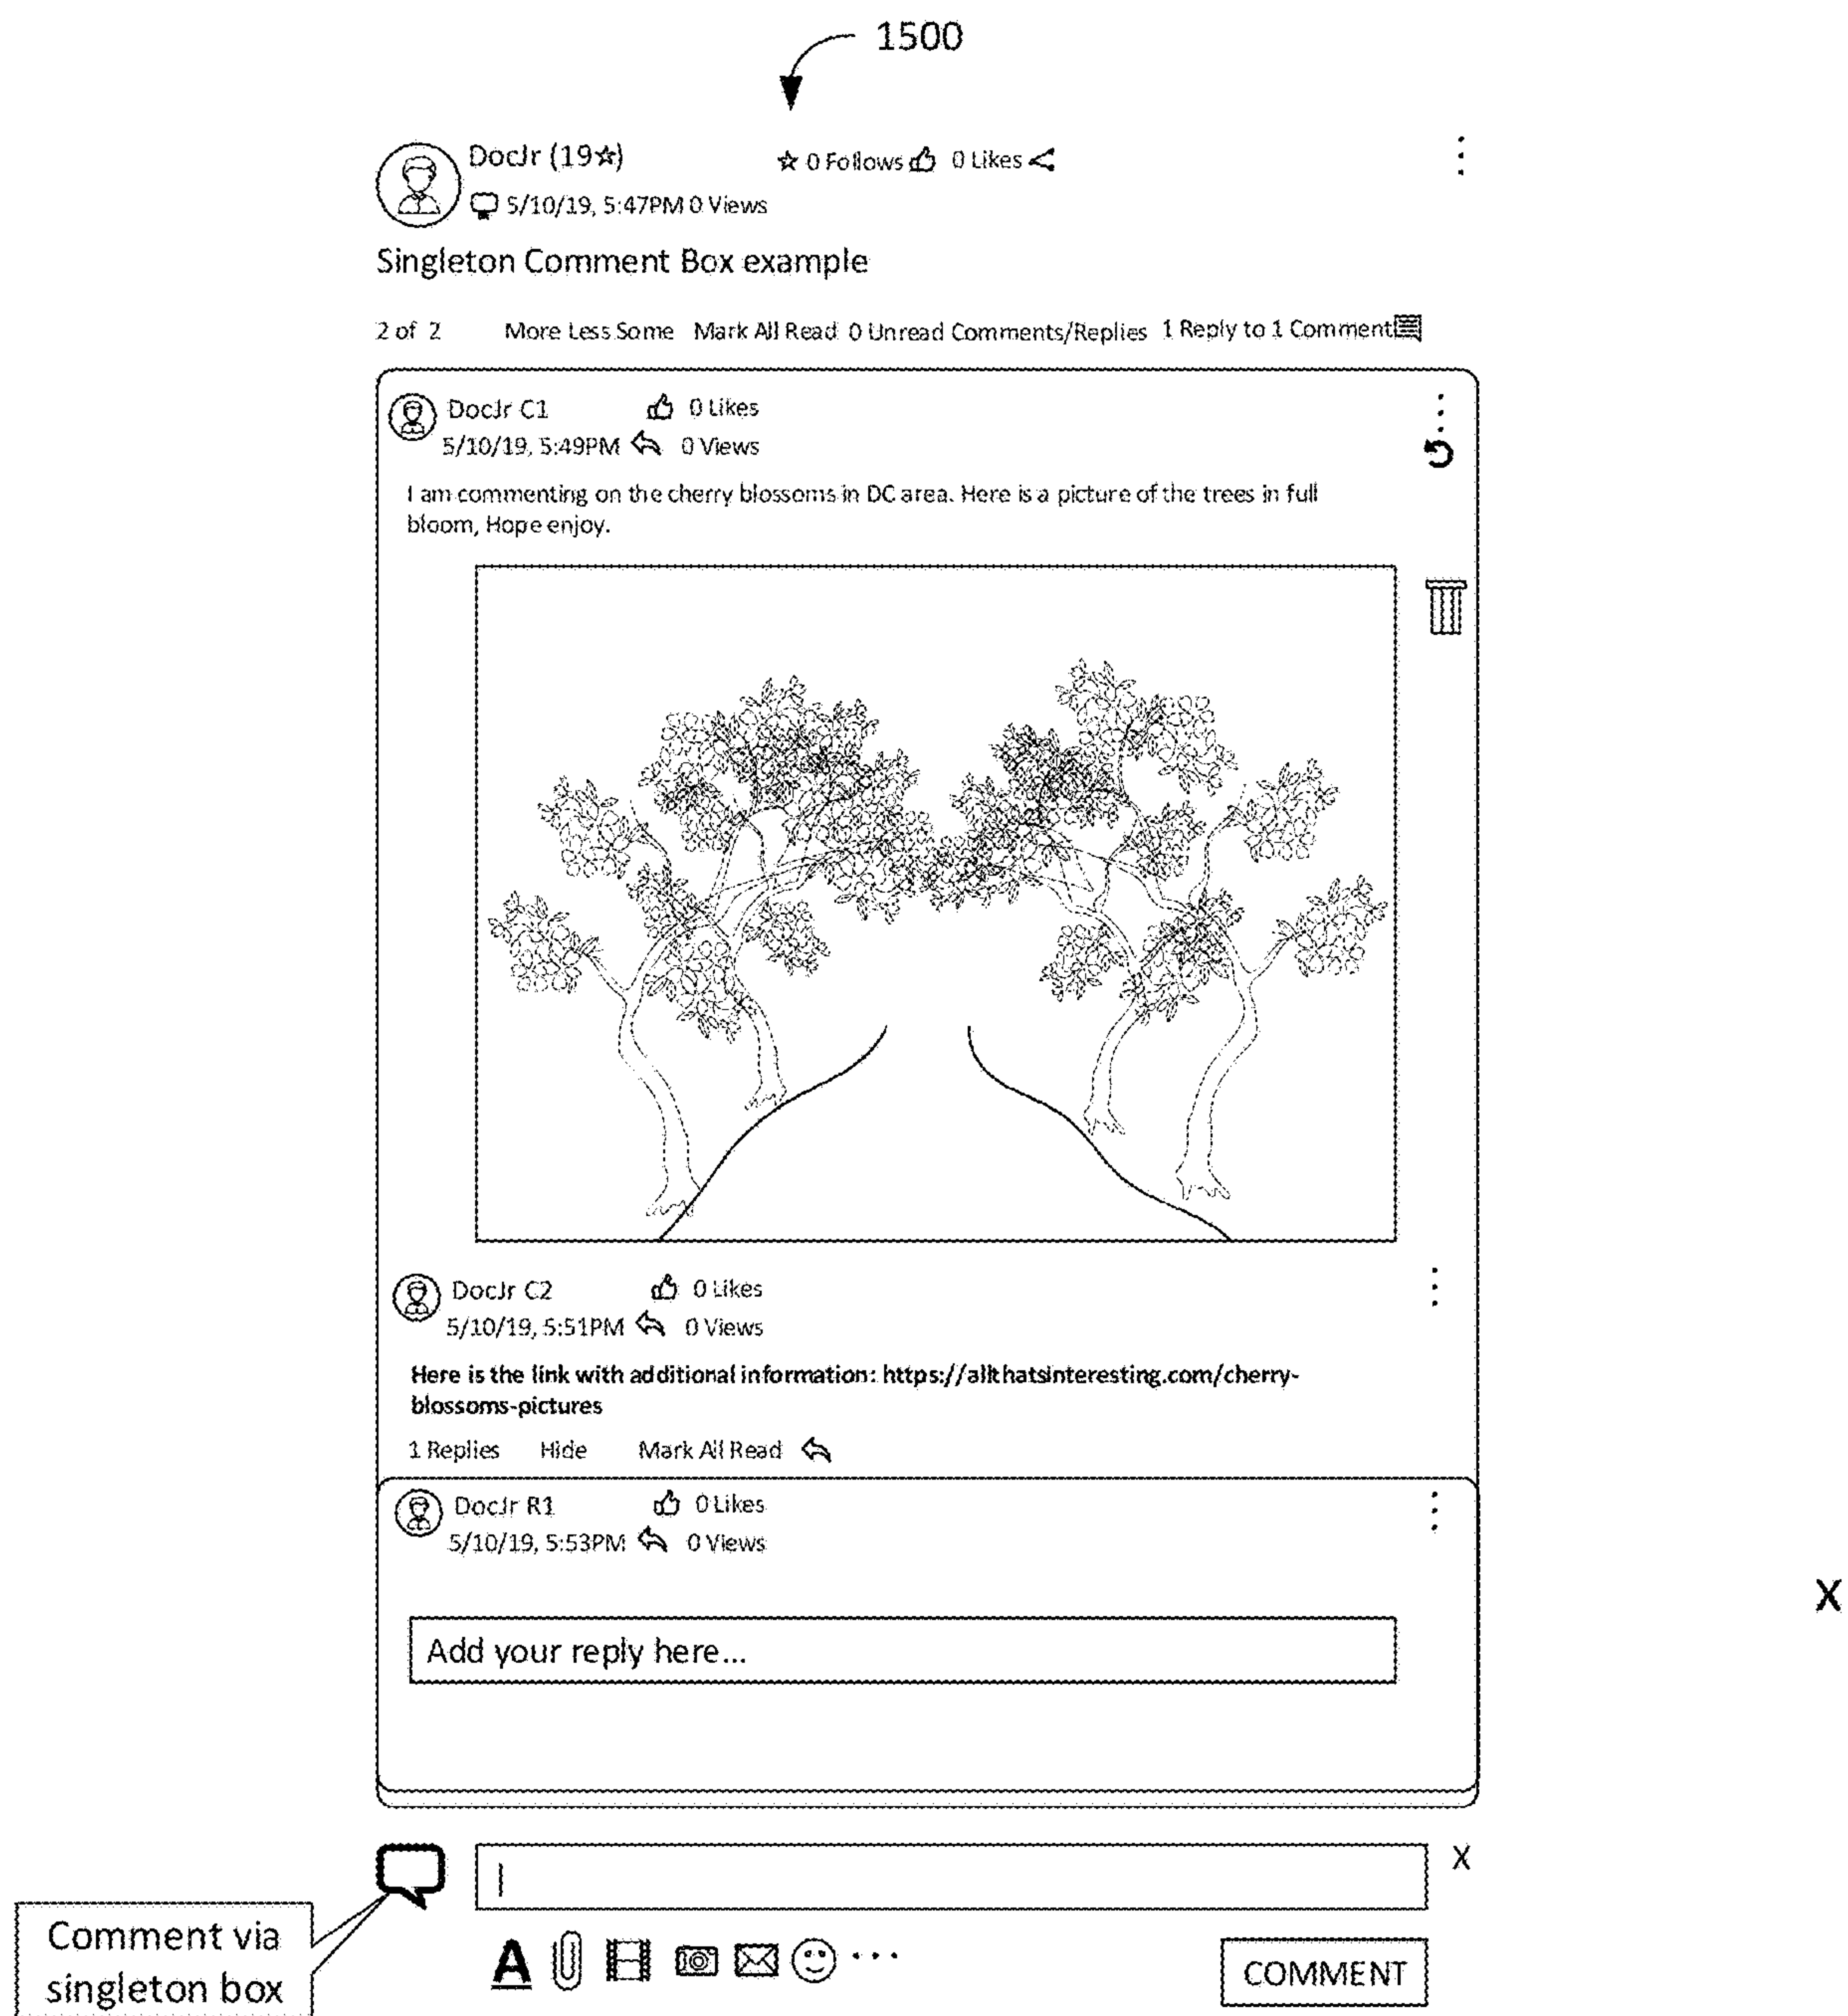 1500
DocJr (19☆)
☆ 0 Follows 0 Likes
5/10/19, 5:47PM 0 Views
Singleton Comment Box example
2 of 2 More Less Some Mark All Read 0 Unread Comments/Replies 1 Reply to 1 Comment
DocJr C1 0 Likes
5/10/19, 5:49PM 0 Views
I am commenting on the cherry blossoms in DC area. Here is a picture of the trees in full
bloom, Hope enjoy.
DocJr C2 0 Likes
5/10/19, 5:51PM 0 Views
Here is the link with additional information: https://allthatsinteresting.com/cherry-
blossoms-pictures
1 Replies Hide Mark All Read
DocJr R1 0 Likes
5/10/19, 5:53PM 0 Views
X
Add your reply here...
X
Comment via
singleton box
A ...
COMMENT